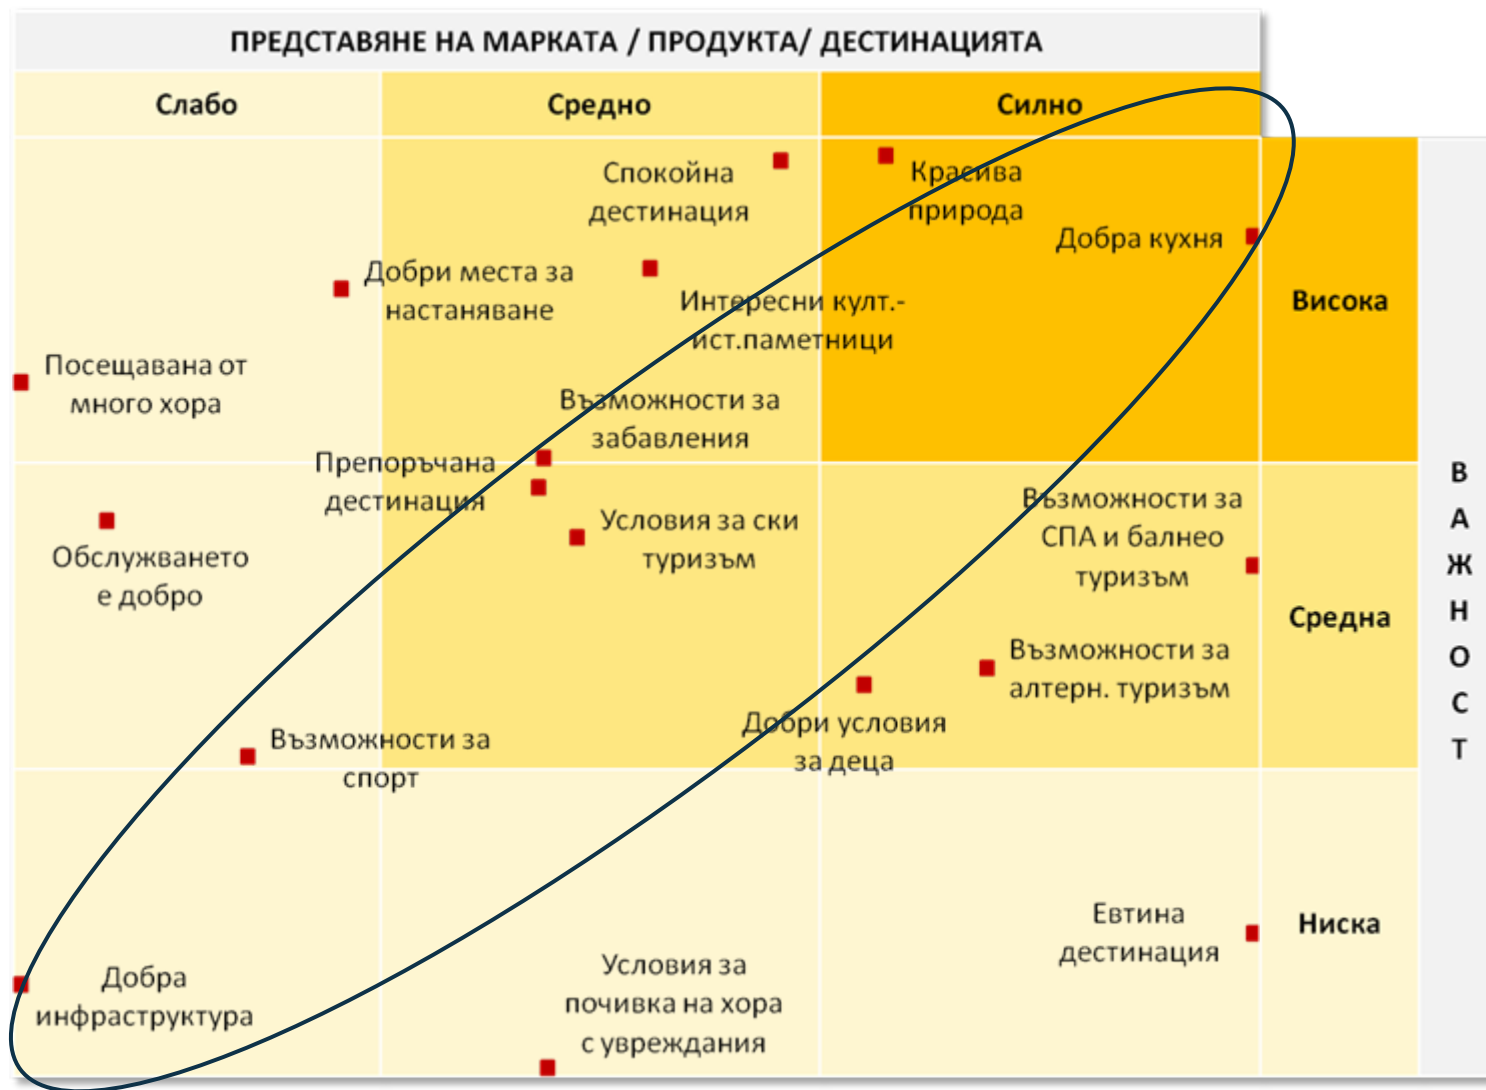 ПРЕДСТАВЯНЕ НА МАРКАТА / ПРОДУКТА/ ДЕСТИНАЦИЯТА
Слабо
Средно
Силно
Спокойна
дестинация
Красива
природа
Добра кухня
Добри места за
настаняване
Интересни култ.-
ист.паметници
Висока
Посещавана от
много хора
Възможности за
забавления
Препоръчана
дестинация
Обслужването
е добро
Условия за ски
туризъм
Възможности за
СПА и балнео
туризъм
Средна
Възможности за
алтерн. туризъм
Добри условия
за деца
Възможности за
спорт
Евтина
дестинация
Ниска
Добра
инфраструктура
Условия за
почивка на хора
с увреждания
В
А
Ж
Н
О
С
Т